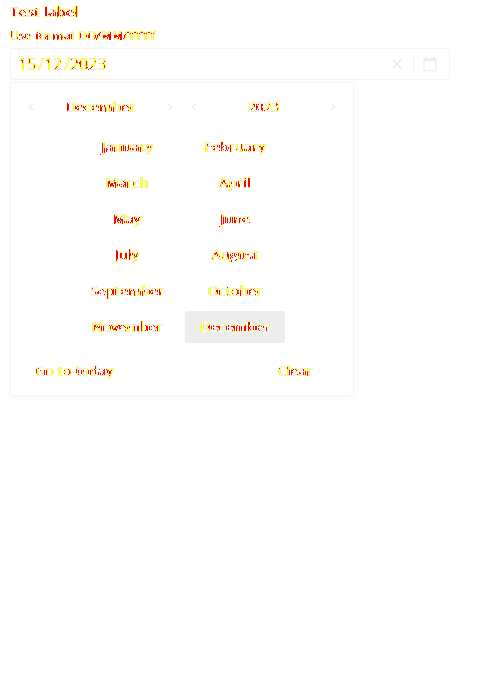 Test label
Use format DD/MM/YYYY
15/12/2023
December 2023
January February
March April
May June
July August
September October
November December
Go to today Clear